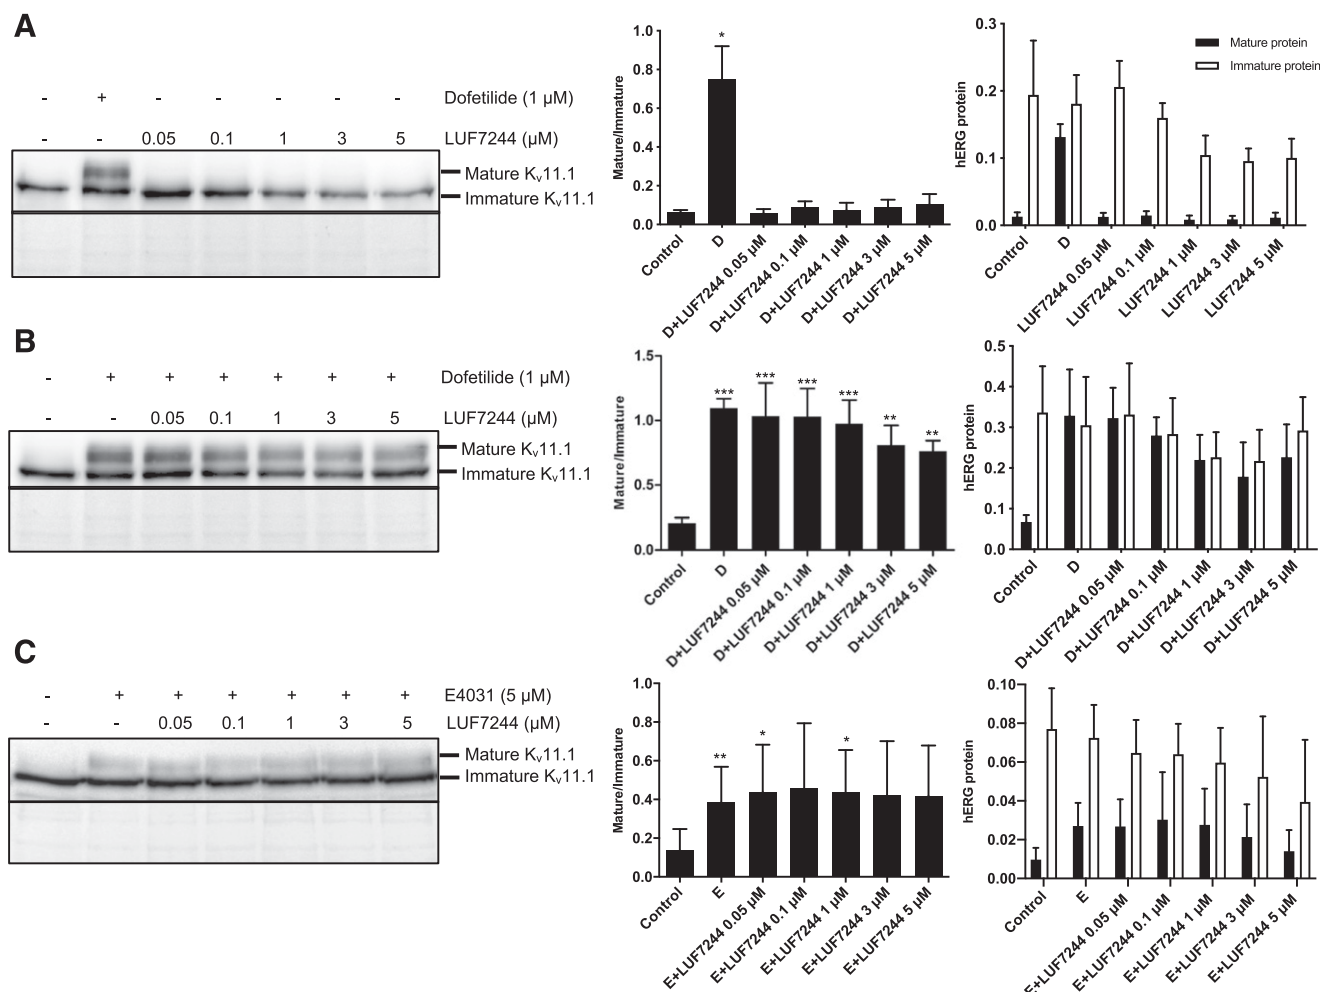 A
- + - - - - - Dofetilide (1 µM)
- - 0.05 0.1 1 3 5 LUF7244 (µM)
Mature Kv11.1
Immature Kv11.1
Mature/Immature
1.0
0.8
0.6
0.4
0.2
0.0
*
Control
D
D+LUF7244 0.05 µM
D+LUF7244 0.1 µM
D+LUF7244 1 µM
D+LUF7244 3 µM
D+LUF7244 5 µM
hERG protein
0.3
0.2
0.1
0.0
Mature protein
Immature protein
Control
D
LUF7244 0.05 µM
LUF7244 0.1 µM
LUF7244 1 µM
LUF7244 3 µM
LUF7244 5 µM
B
- + + + + + + Dofetilide (1 µM)
- - 0.05 0.1 1 3 5 LUF7244 (µM)
Mature Kv11.1
Immature Kv11.1
Mature/Immature
1.5
1.0
0.5
0.0
*** *** *** *** ** **
Control
D
D+LUF7244 0.05 µM
D+LUF7244 0.1 µM
D+LUF7244 1 µM
D+LUF7244 3 µM
D+LUF7244 5 µM
hERG protein
0.5
0.4
0.3
0.2
0.1
0.0
Control
D
D+LUF7244 0.05 µM
D+LUF7244 0.1 µM
D+LUF7244 1 µM
D+LUF7244 3 µM
D+LUF7244 5 µM
C
- + + + + + + E4031 (5 µM)
- - 0.05 0.1 1 3 5 LUF7244 (µM)
Mature Kv11.1
Immature Kv11.1
Mature/Immature
1.0
0.8
0.6
0.4
0.2
0.0
** * *
Control
E
E+LUF7244 0.05 µM
E+LUF7244 0.1 µM
E+LUF7244 1 µM
E+LUF7244 3 µM
E+LUF7244 5 µM
hERG protein
0.10
0.08
0.06
0.04
0.02
0.00
Control
E
E+LUF7244 0.05 µM
E+LUF7244 0.1 µM
E+LUF7244 1 µM
E+LUF7244 3 µM
E+LUF7244 5 µM